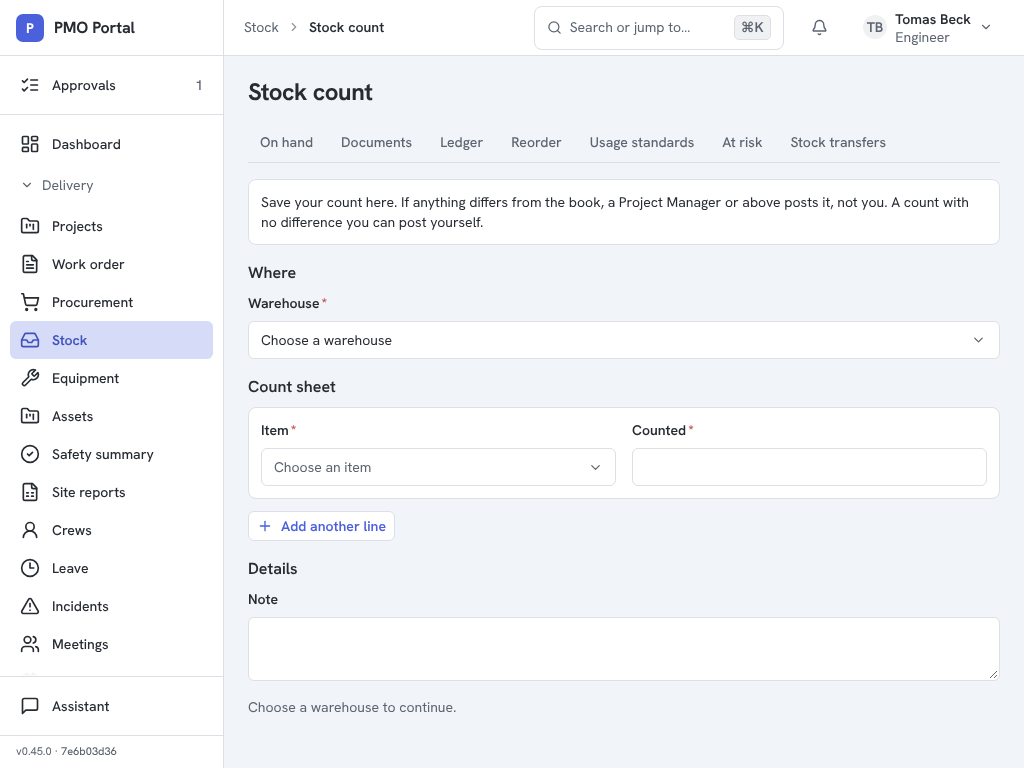 P
PMO Portal
Stock
Stock count
Search or jump to...
⌘K
TB
Tomas Beck
Engineer
Approvals
1
Dashboard
Delivery
Projects
Work order
Procurement
Stock
Equipment
Assets
Safety summary
Site reports
Crews
Leave
Incidents
Meetings
Assistant
v0.45.0 · 7e6b03d36
Stock count
On hand
Documents
Ledger
Reorder
Usage standards
At risk
Stock transfers
Save your count here. If anything differs from the book, a Project Manager or above posts it, not you. A count with
no difference you can post yourself.
Where
Warehouse*
Choose a warehouse
Count sheet
Item*
Counted*
Choose an item
Add another line
Details
Note
Choose a warehouse to continue.